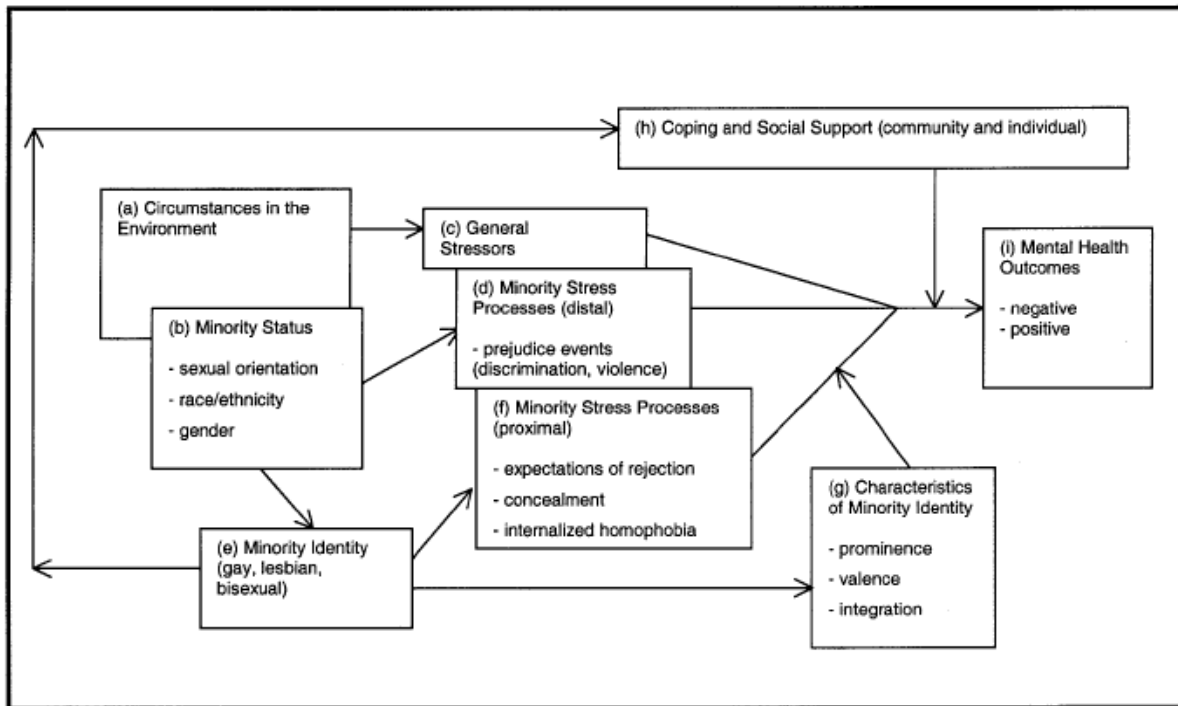 (h) Coping and Social Support (community and individual)
(a) Circumstances in the
Environment
(c) General
Stressors
(i) Mental Health
Outcomes
- negative
- positive
(d) Minority Stress
Processes (distal)
- prejudice events
(discrimination, violence)
(b) Minority Status
- sexual orientation
- race/ethnicity
- gender
(f) Minority Stress Processes
(proximal)
- expectations of rejection
- concealment
- internalized homophobia
(g) Characteristics
of Minority Identity
- prominence
- valence
- integration
(e) Minority Identity
(gay, lesbian,
bisexual)